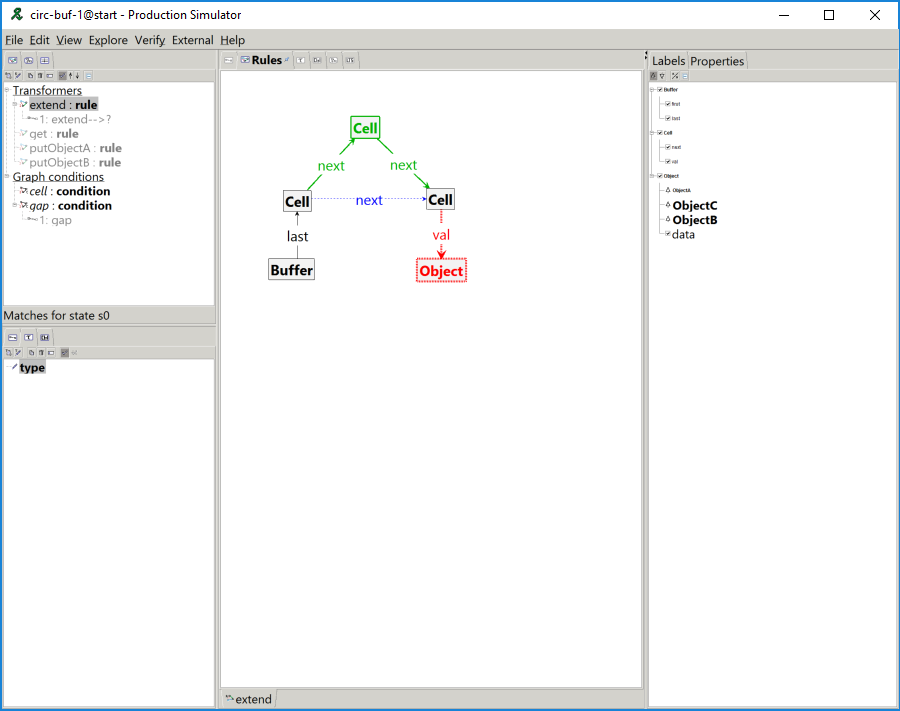 circ-buf-1@start - Production Simulator
File Edit View Explore Verify External Help
Transformers
extend : rule
1: extend-->?
get : rule
putObjectA : rule
putObjectB : rule
Graph conditions
cell : condition
gap : condition
1: gap
Matches for state s0
type
Rules
Cell
next
next
Cell
next
Cell
last
val
Buffer
Object
extend
Labels Properties
Buffer
first
last
Cell
next
val
Object
ObjectA
ObjectC
ObjectB
data